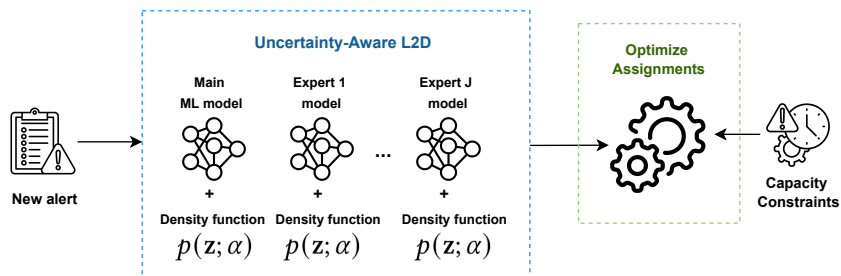 Uncertainty-Aware L2D
Main
ML model
Expert 1
model
Expert J
model
...
+
+
+
Density function
Density function
Density function
p(z; α)
p(z; α)
p(z; α)
New alert
Optimize
Assignments
Capacity
Constraints